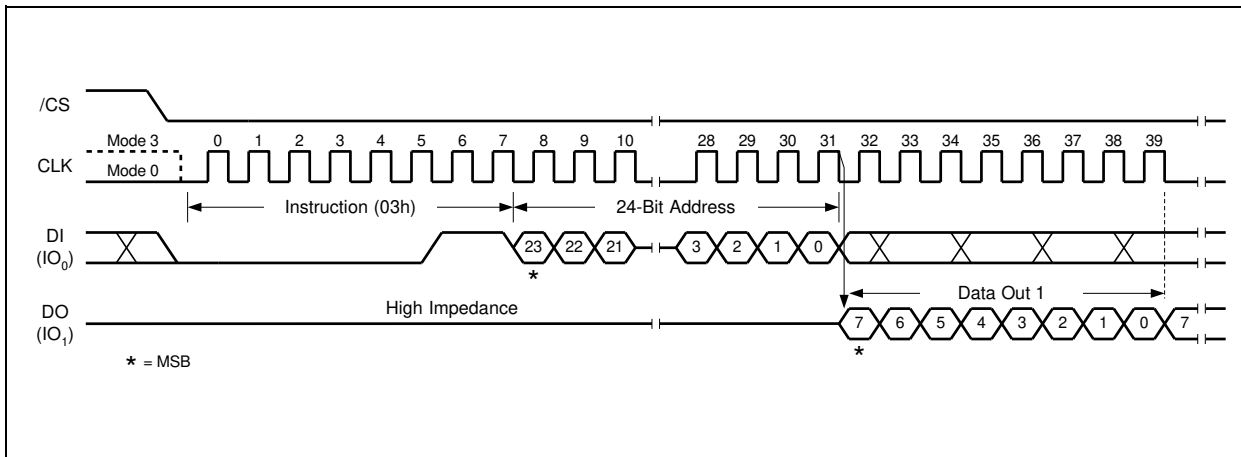 /CS
Mode 3
0 1 2 3 4 5 6 7 8 9 10 28 29 30 31 32 33 34 35 36 37 38 39
CLK
Mode 0
Instruction (03h)
24-Bit Address
DI
(IO0)
23 22 21 3 2 1 0
*
Data Out 1
High Impedance
DO
(IO1)
7 6 5 4 3 2 1 0 7
*
* = MSB